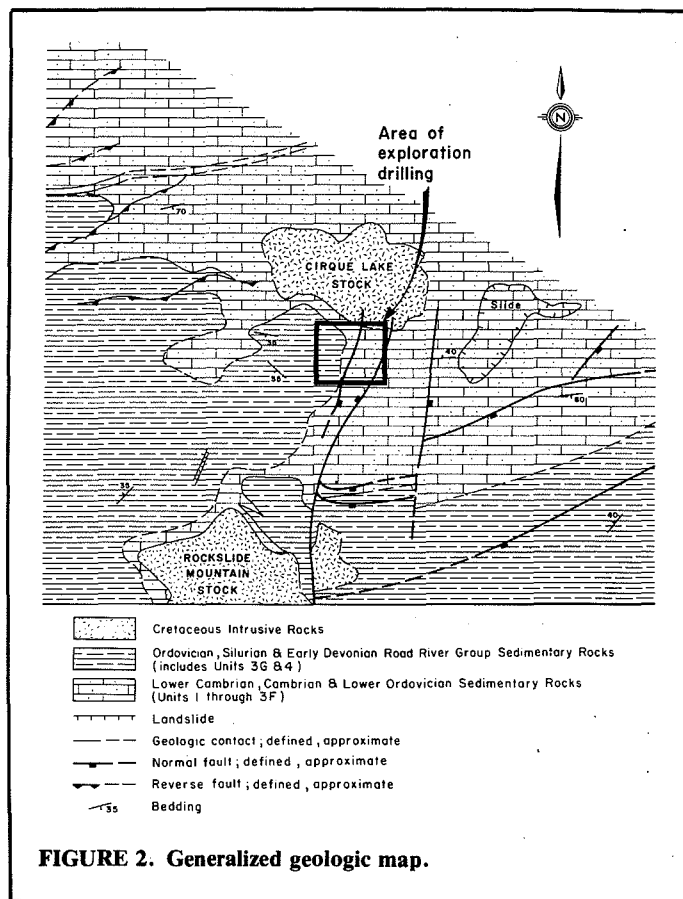 N
Area of
exploration
drilling
70
CIRQUE LAKE
STOCK
Slide
40
60
35
40
ROCKSLIDE
MOUNTAIN
STOCK
Cretaceous Intrusive Rocks
Ordovician, Silurian & Early Devonian Road River Group Sedimentary Rocks
(includes Units 3G & 4)
Lower Cambrian, Cambrian & Lower Ordovician Sedimentary Rocks
(Units 1 through 3F)
Landslide
Geologic contact; defined, approximate
Normal fault; defined, approximate
Reverse fault; defined, approximate
35
Bedding
FIGURE 2. Generalized geologic map.